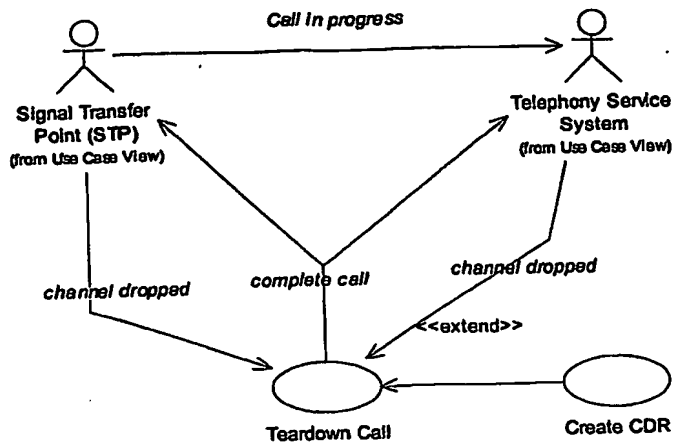 Call in progress
Signal Transfer
Point (STP)
(from Use Case View)
Telephony Service
System
(from Use Case View)
channel dropped
complete call
channel dropped
<<extend>>
Teardown Call
Create CDR